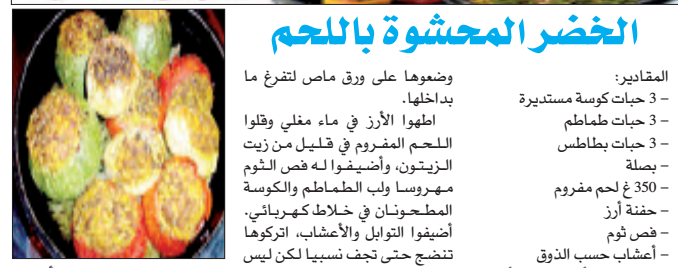 الخضر المحشوة باللحم
المقادير:
– 3 حبات كوسة مستديرة
– 3 حبات طماطم
– 3 حبات بطاطس
– بصلة
– 350 غ لحم مفروم
– حفنة أرز
– فص ثوم
– أعشاب حسب الذوق
وضعوها على ورق ماص لتفرغ ما
بداخلها.
اطهوا الأرز في ماء مغلي وقلوا
اللحم المفروم في قليل من زيت
الزيتون، وأضيفوا له فص الثوم
مهروسا ولب الطماطم والكوسة
المطحونان في خلاط كهربائي.
أضيفوا التوابل والأعشاب، اتركوها
تنضج حتى تجف نسبيا لكن ليس